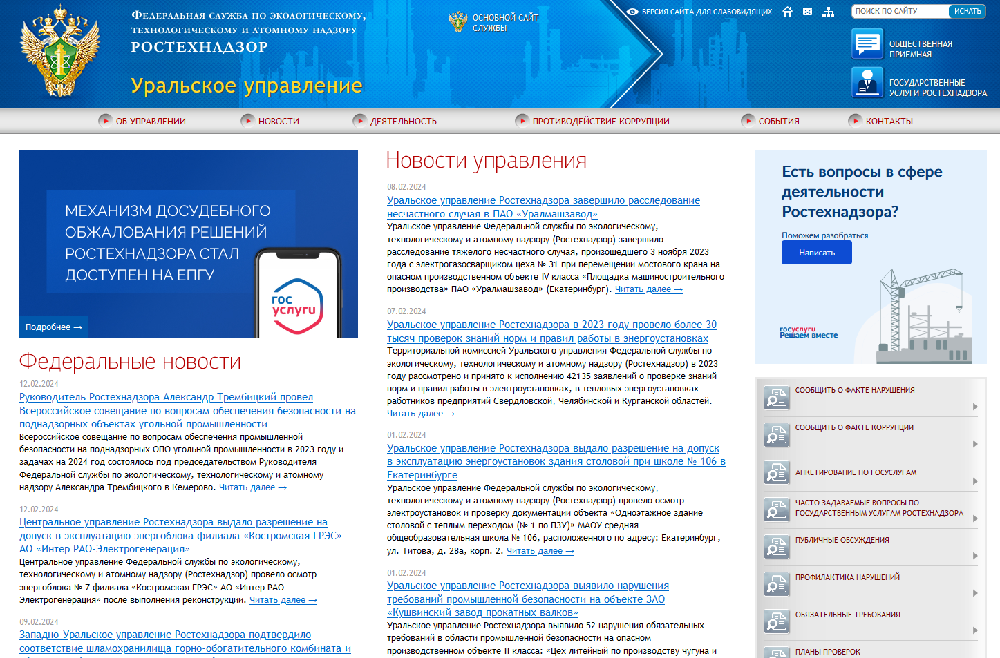 Федеральная служба по экологическому,
технологическому и атомному надзору
РОСТЕХНАДЗОР
Уральское управление
ОСНОВНОЙ САЙТ
СЛУЖБЫ
ВЕРСИЯ САЙТА ДЛЯ СЛАБОВИДЯЩИХ
ПОИСК ПО САЙТУ
ИСКАТЬ
ОБЩЕСТВЕННАЯ
ПРИЕМНАЯ
ГОСУДАРСТВЕННЫЕ
УСЛУГИ РОСТЕХНАДЗОРА
ОБ УПРАВЛЕНИИ
НОВОСТИ
ДЕЯТЕЛЬНОСТЬ
ПРОТИВОДЕЙСТВИЕ КОРРУПЦИИ
СОБЫТИЯ
КОНТАКТЫ
МЕХАНИЗМ ДОСУДЕБНОГО
ОБЖАЛОВАНИЯ РЕШЕНИЙ
РОСТЕХНАДЗОРА СТАЛ
ДОСТУПЕН НА ЕПГУ
гос
услуги
Подробнее →
Федеральные новости
12.02.2024
Руководитель Ростехнадзора Александр Трембицкий провел
Всероссийское совещание по вопросам обеспечения безопасности на
поднадзорных объектах угольной промышленности
Всероссийское совещание по вопросам обеспечения промышленной
безопасности на поднадзорных ОПО угольной промышленности в 2023 году и
задачах на 2024 год состоялось под председательством Руководителя
Федеральной службы по экологическому, технологическому и атомному
надзору Александра Трембицкого в Кемерово. Читать далее →
12.02.2024
Центральное управление Ростехнадзора выдало разрешение на
допуск в эксплуатацию энергоблока филиала «Костромская ГРЭС»
АО «Интер РАО-Электрогенерация»
Центральное управление Федеральной службы по экологическому,
технологическому и атомному надзору (Ростехнадзор) провело осмотр
энергоблока № 7 филиала «Костромская ГРЭС» АО «Интер РАО-
Электрогенерация» после выполнения реконструкции. Читать далее →
09.02.2024
Западно-Уральское управление Ростехнадзора подтвердило
соответствие шламохранилища горно-обогатительного комбината и
Новости управления
08.02.2024
Уральское управление Ростехнадзора завершило расследование
несчастного случая в ПАО «Уралмашзавод»
Уральское управление Федеральной службы по экологическому,
технологическому и атомному надзору (Ростехнадзор) завершило
расследование тяжелого несчастного случая, произошедшего 3 ноября 2023
года с электрогазосварщиком цеха № 31 при перемещении мостового крана на
опасном производственном объекте IV класса «Площадка машиностроительного
производства» ПАО «Уралмашзавод» (Екатеринбург). Читать далее →
07.02.2024
Уральское управление Ростехнадзора в 2023 году провело более 30
тысяч проверок знаний норм и правил работы в энергоустановках
Территориальной комиссией Уральского управления Федеральной службы по
экологическому, технологическому и атомному надзору (Ростехнадзор) в 2023
году рассмотрено и принято к исполнению 42135 заявлений о проверке знаний
норм и правил работы в электроустановках, в тепловых энергоустановках
работников предприятий Свердловской, Челябинской и Курганской областей.
Читать далее →
01.02.2024
Уральское управление Ростехнадзора выдало разрешение на допуск
в эксплуатацию энергоустановок здания столовой при школе № 106 в
Екатеринбурге
Уральское управление Федеральной службы по экологическому,
технологическому и атомному надзору (Ростехнадзор) провело осмотр
электроустановок и проверку документации объекта «Одноэтажное здание
столовой с теплым переходом (№ 1 по ПЗУ)» МАОУ средняя
общеобразовательная школа № 106, расположенного по адресу: Екатеринбург,
ул. Титова, д. 28а, корп. 2. Читать далее →
01.02.2024
Уральское управление Ростехнадзора выявило нарушения
требований промышленной безопасности на объекте ЗАО
«Кушвинский завод прокатных валков»
Уральское управление Ростехнадзора выявило 52 нарушения обязательных
требований в области промышленной безопасности на опасном
производственном объекте II класса: «Цех литейный по производству чугуна и
Есть вопросы в сфере
деятельности
Ростехнадзора?
Поможем разобраться
Написать
госуслуги
Решаем вместе
СООБЩИТЬ О ФАКТЕ НАРУШЕНИЯ
СООБЩИТЬ О ФАКТЕ КОРРУПЦИИ
АНКЕТИРОВАНИЕ ПО ГОСУСЛУГАМ
ЧАСТО ЗАДАВАЕМЫЕ ВОПРОСЫ ПО
ГОСУДАРСТВЕННЫМ УСЛУГАМ РОСТЕХНАДЗОРА
ПУБЛИЧНЫЕ ОБСУЖДЕНИЯ
ПРОФИЛАКТИКА НАРУШЕНИЙ
ОБЯЗАТЕЛЬНЫЕ ТРЕБОВАНИЯ
ПЛАНЫ ПРОВЕРОК